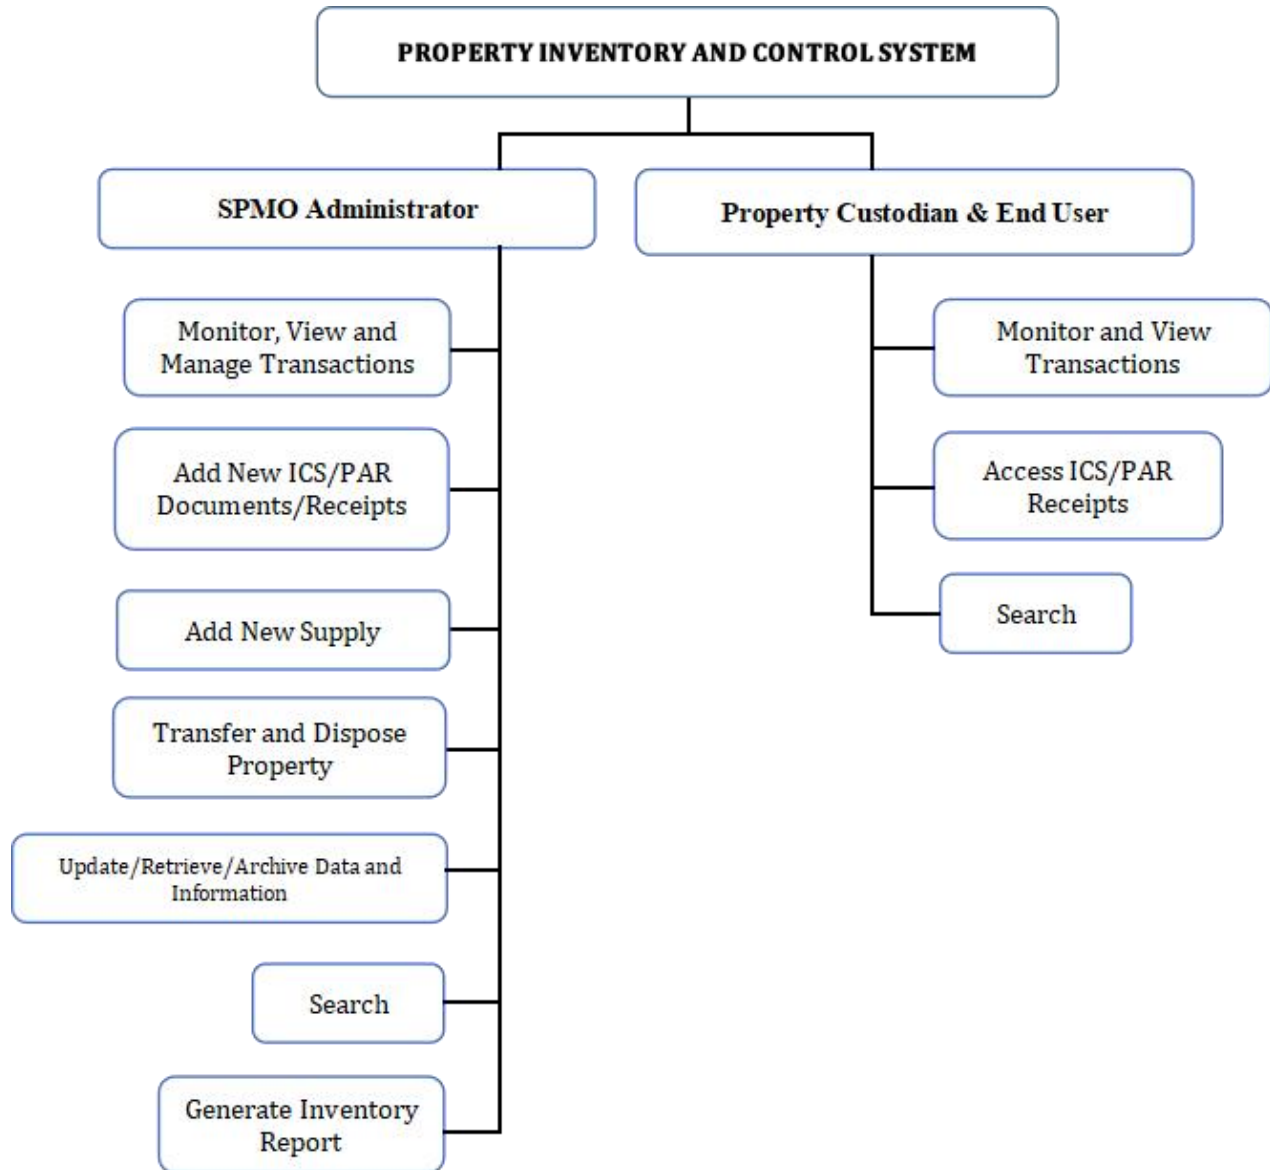 PROPERTY INVENTORY AND CONTROL SYSTEM
SPMO Administrator
Property Custodian & End User
Monitor, View and
Manage Transactions
Add New ICS/PAR
Documents/Receipts
Add New Supply
Transfer and Dispose
Property
Update/Retrieve/Archive Data and
Information
Search
Generate Inventory
Report
Monitor and View
Transactions
Access ICS/PAR
Receipts
Search